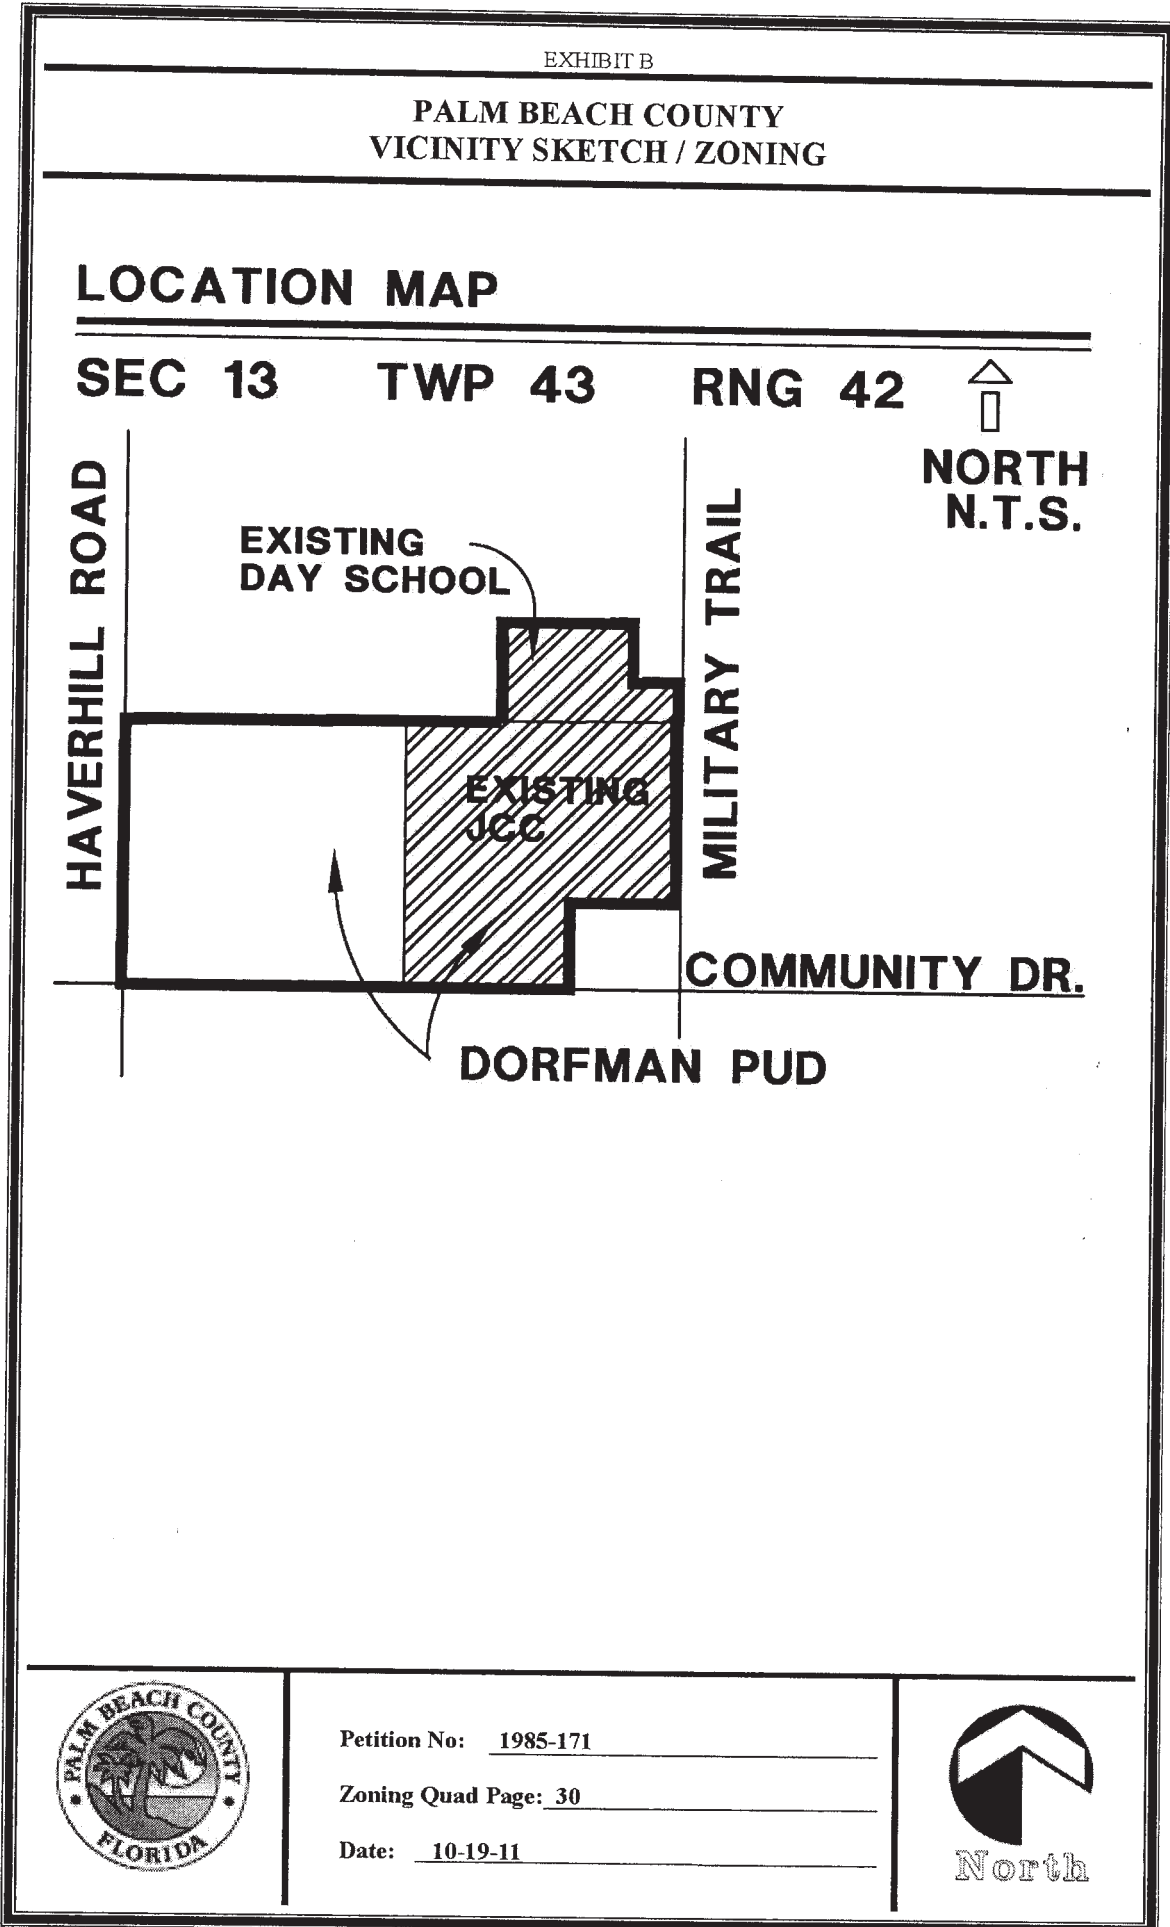 EXHIBIT B
PALM BEACH COUNTY
VICINITY SKETCH / ZONING
LOCATION MAP
SEC 13 TWP 43 RNG 42
NORTH
N.T.S.
HAVERHILL ROAD
EXISTING
DAY SCHOOL
MILITARY TRAIL
EXISTING
JCC
COMMUNITY DR.
DORFMAN PUD
PALM BEACH COUNTY
FLORIDA
Petition No: 1985-171
Zoning Quad Page: 30
Date: 10-19-11
North